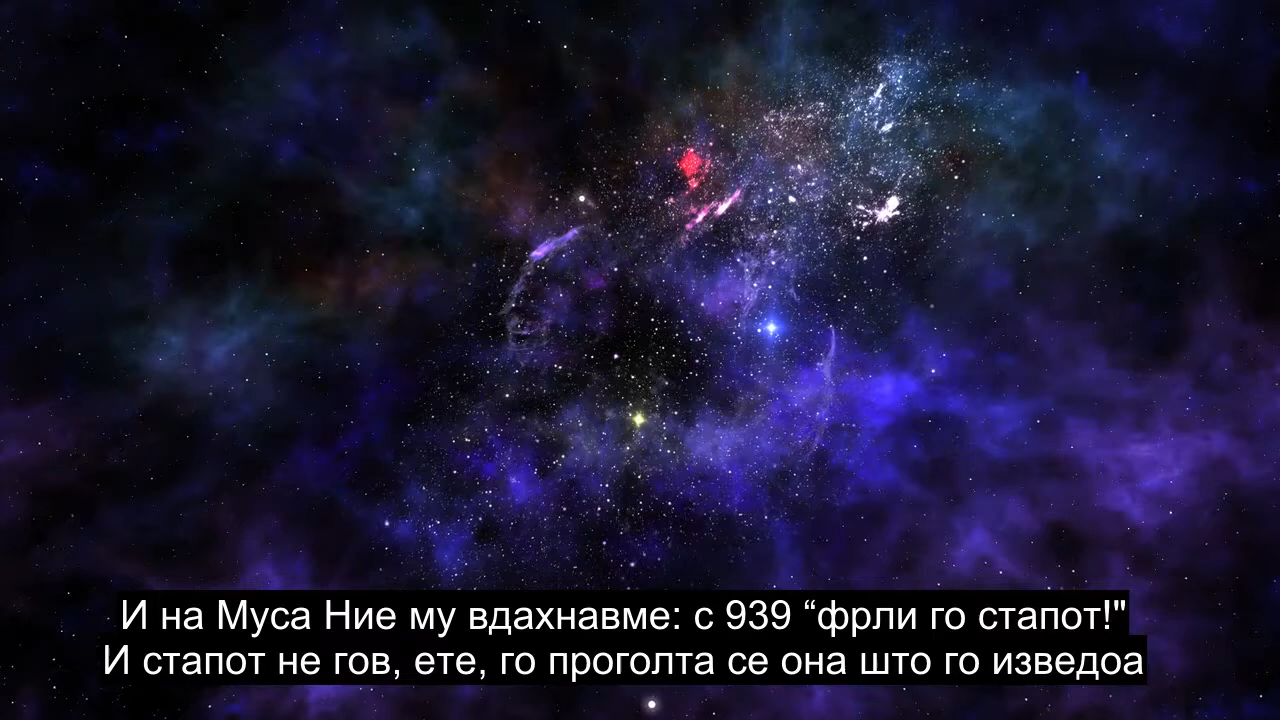 И на Муса Ние му вдахнавме: с 939 “фрли го стапот!"
И стапот не гов, ете, го проголта се она што го изведоа